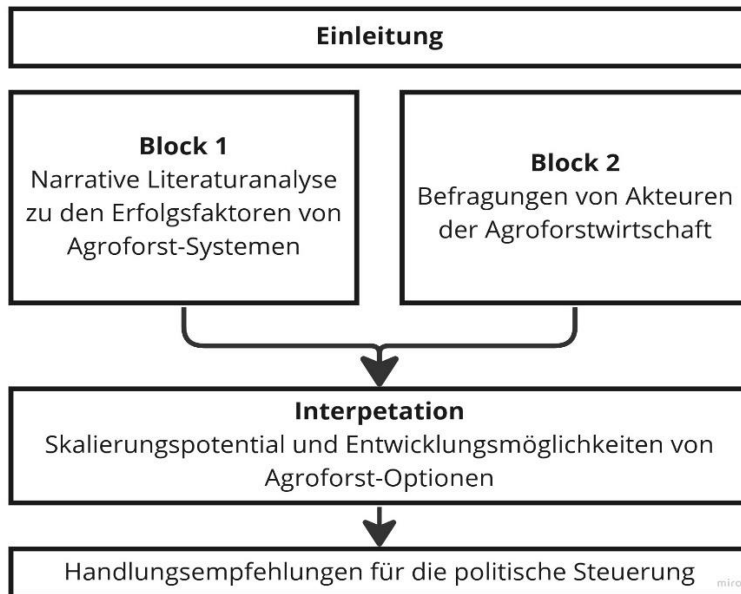 Einleitung
Block 1
Narrative Literaturanalyse
zu den Erfolgsfaktoren von
Agroforst-Systemen
Block 2
Befragungen von Akteuren
der Agroforstwirtschaft
Interpetation
Skalierungspotential und Entwicklungsmöglichkeiten von
Agroforst-Optionen
Handlungsempfehlungen für die politische Steuerung
miro